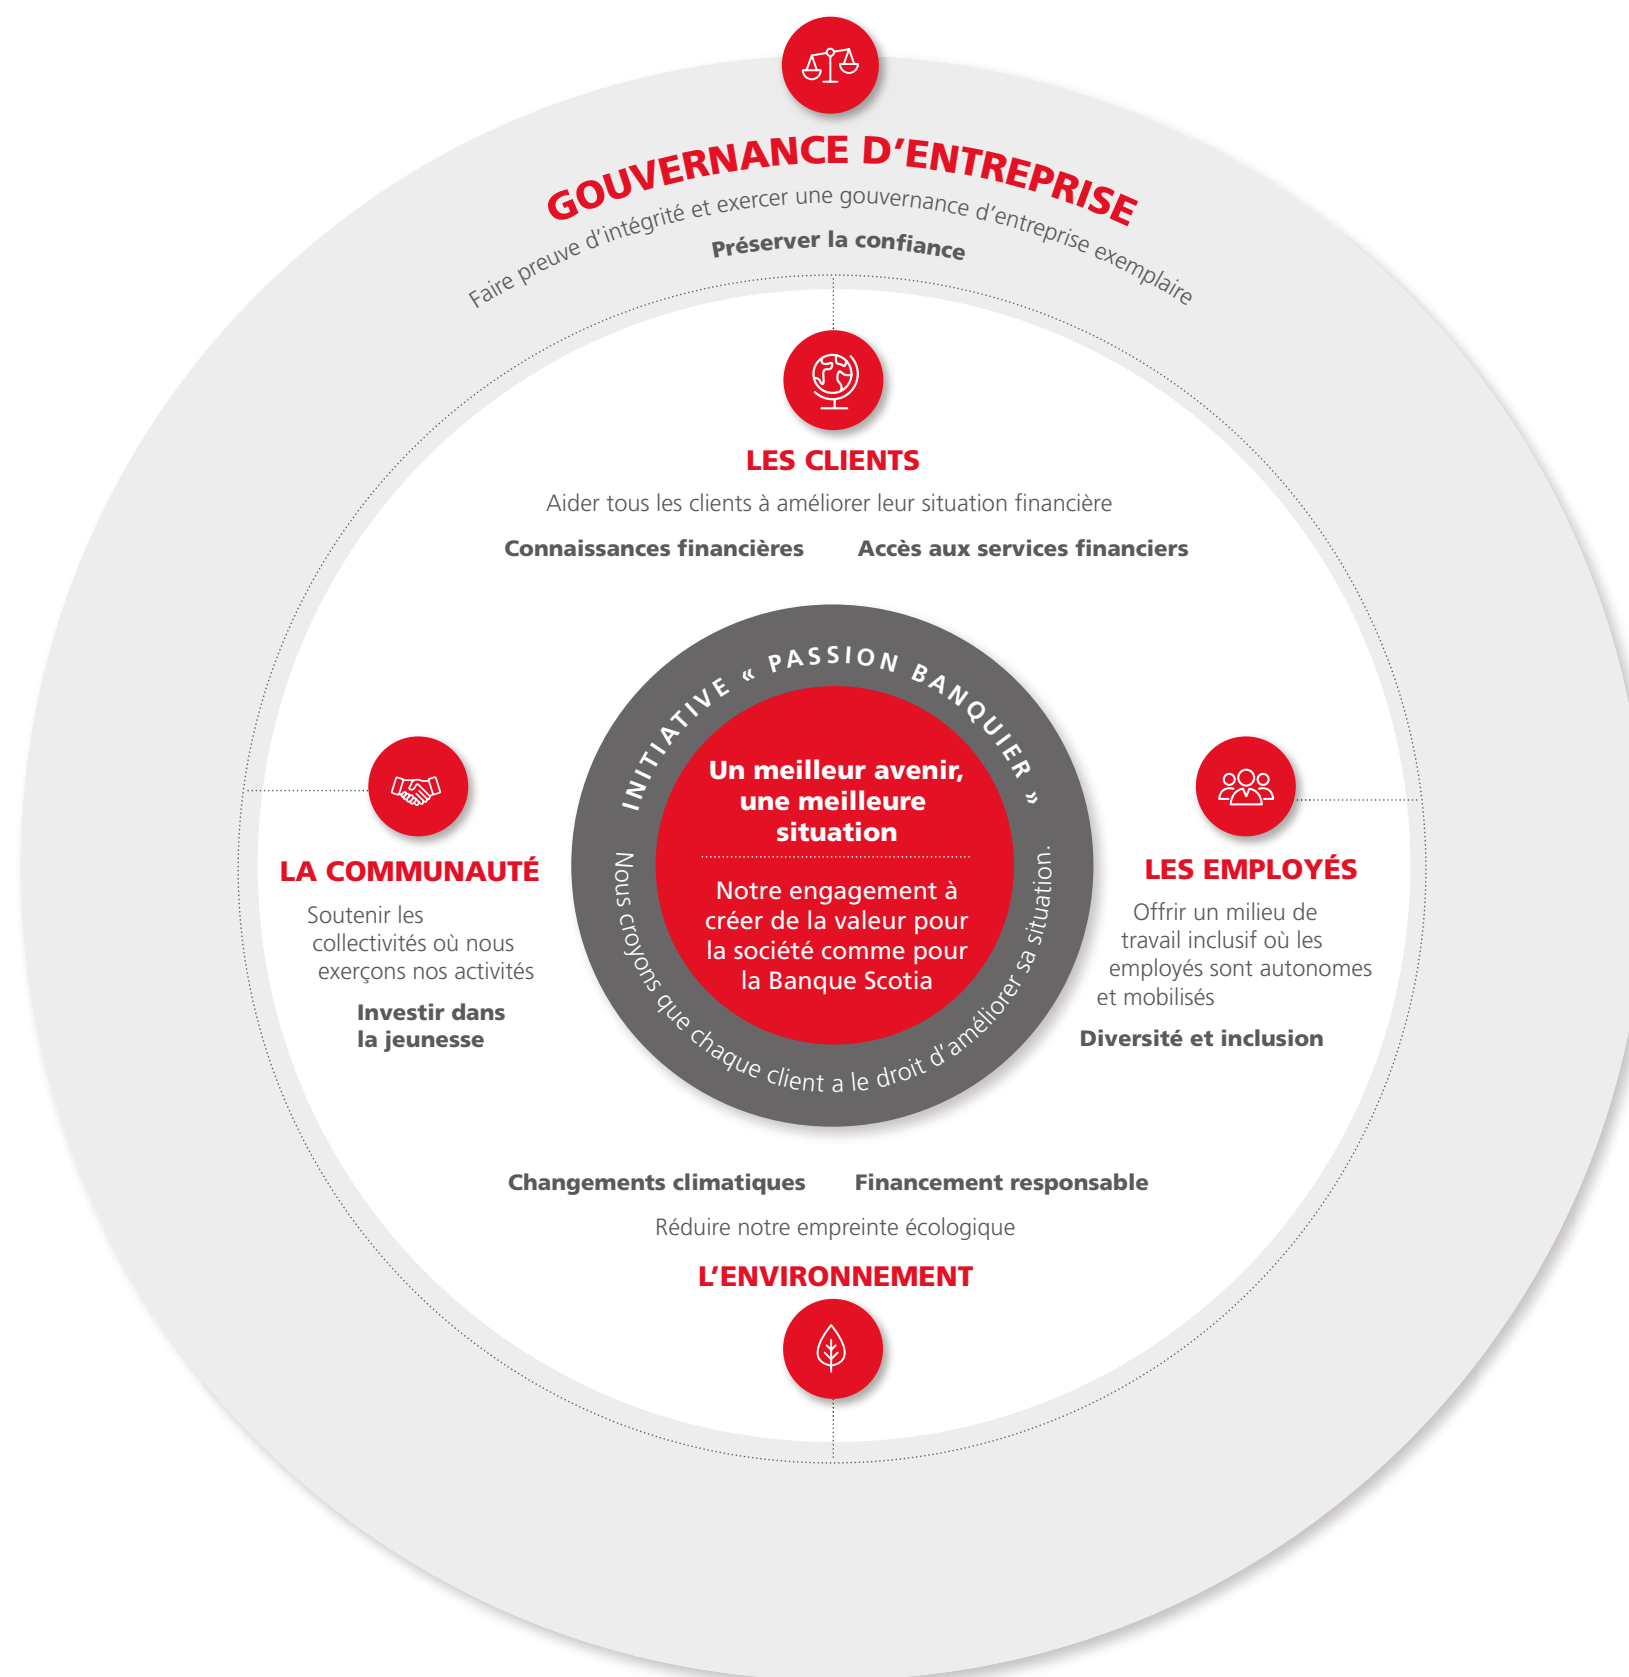 GOUVERNANCE D’ENTREPRISE
Faire preuve d’intégrité et exercer une gouvernance d’entreprise exemplaire
Préserver la confiance
LES CLIENTS
Aider tous les clients à améliorer leur situation financière
Connaissances financières
Accès aux services financiers
INITIATIVE « PASSION BANQUIER »
Un meilleur avenir,
une meilleure
situation
Notre engagement à
créer de la valeur pour
la société comme pour
la Banque Scotia
Nous croyons que chaque client a le droit d’améliorer sa situation.
LA COMMUNAUTÉ
Soutenir les
collectivités où nous
exerçons nos activités
Investir dans
la jeunesse
LES EMPLOYÉS
Offrir un milieu de
travail inclusif où les
employés sont autonomes
et mobilisés
Diversité et inclusion
Changements climatiques
Financement responsable
Réduire notre empreinte écologique
L’ENVIRONNEMENT